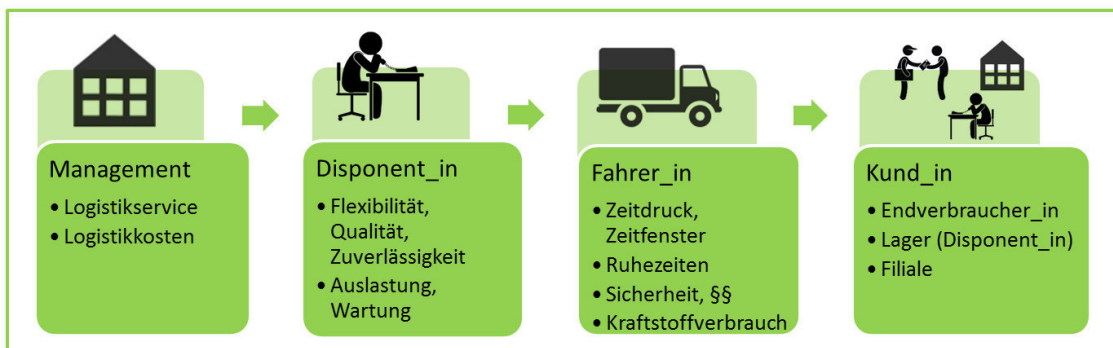 Management
• Logistikservice
• Logistikkosten
Disponent_in
• Flexibilität,
Qualität,
Zuverlässigkeit
• Auslastung,
Wartung
Fahrer_in
• Zeitdruck,
Zeitfenster
• Ruhezeiten
• Sicherheit, §§
• Kraftstoffverbrauch
Kund_in
• Endverbraucher_in
• Lager (Disponent_in)
• Filiale